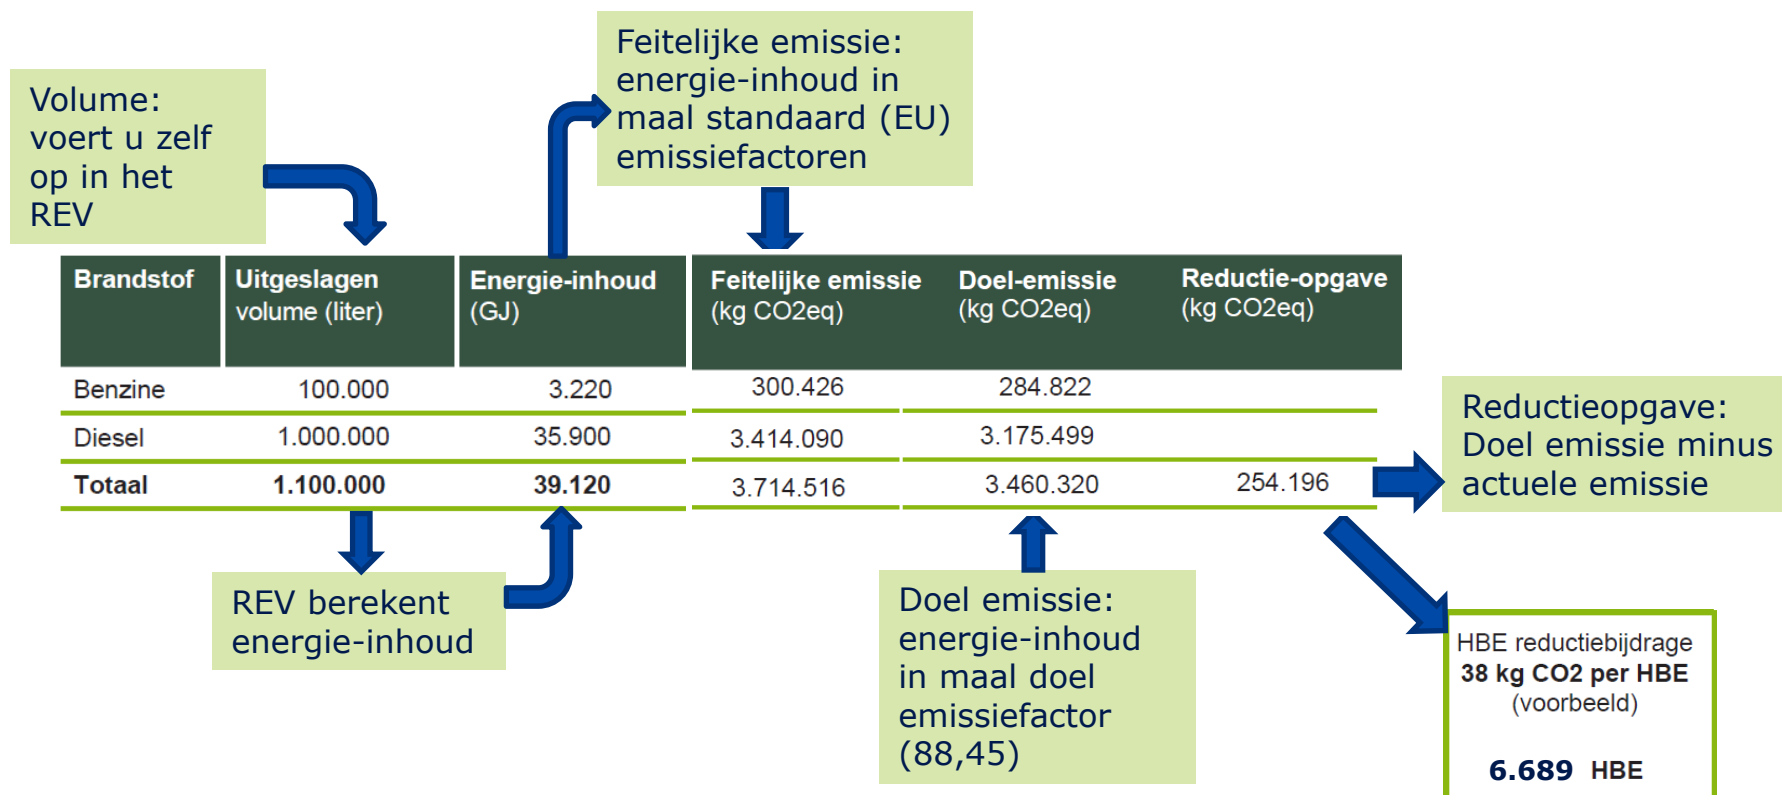 Feitelijke emissie:
energie-inhoud in
maal standaard (EU)
emissiefactoren
Volume:
voert u zelf
op in het
REV
Brandstof Uitgeslagen volume (liter) Energie-inhoud (GJ) Feitelijke emissie (kg CO2eq) Doel-emissie (kg CO2eq) Reductie-opgave (kg CO2eq)
Benzine 100.000 3.220 300.426 284.822
Diesel 1.000.000 35.900 3.414.090 3.175.499
Totaal 1.100.000 39.120 3.714.516 3.460.320 254.196
Reductieopgave:
Doel emissie minus
actuele emissie
REV berekent
energie-inhoud
Doel emissie:
energie-inhoud
in maal doel
emissiefactor
(88,45)
HBE reductiebijdrage
38 kg CO2 per HBE
(voorbeeld)
6.689 HBE